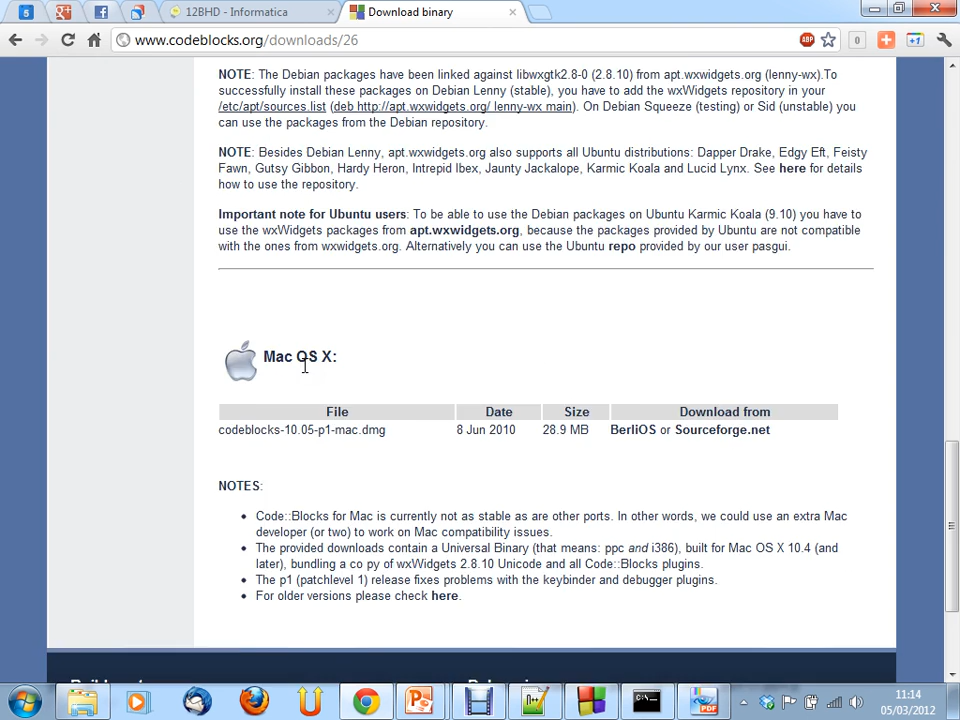 5
12BHD - Informatica
Download binary
www.codeblocks.org/downloads/26
ABP
0
+1
NOTE: The Debian packages have been linked against libwxgtk2.8-0 (2.8.10) from apt.wxwidgets.org (lenny-wx).To
successfully install these packages on Debian Lenny (stable), you have to add the wxWidgets repository in your
/etc/apt/sources.list (deb http://apt.wxwidgets.org/ lenny-wx main). On Debian Squeeze (testing) or Sid (unstable) you
can use the packages from the Debian repository.
NOTE: Besides Debian Lenny, apt.wxwidgets.org also supports all Ubuntu distributions: Dapper Drake, Edgy Eft, Feisty
Fawn, Gutsy Gibbon, Hardy Heron, Intrepid Ibex, Jaunty Jackalope, Karmic Koala and Lucid Lynx. See here for details
how to use the repository.
Important note for Ubuntu users: To be able to use the Debian packages on Ubuntu Karmic Koala (9.10) you have to
use the wxWidgets packages from apt.wxwidgets.org, because the packages provided by Ubuntu are not compatible
with the ones from wxwidgets.org. Alternatively you can use the Ubuntu repo provided by our user pasgui.
Mac OS X:
File Date Size Download from
codeblocks-10.05-p1-mac.dmg 8 Jun 2010 28.9 MB BerliOS or Sourceforge.net
NOTES:
• Code::Blocks for Mac is currently not as stable as are other ports. In other words, we could use an extra Mac
developer (or two) to work on Mac compatibility issues.
• The provided downloads contain a Universal Binary (that means: ppc and i386), built for Mac OS X 10.4 (and
later), bundling a co py of wxWidgets 2.8.10 Unicode and all Code::Blocks plugins.
• The p1 (patchlevel 1) release fixes problems with the keybinder and debugger plugins.
• For older versions please check here.
PDF
11:14
05/03/2012